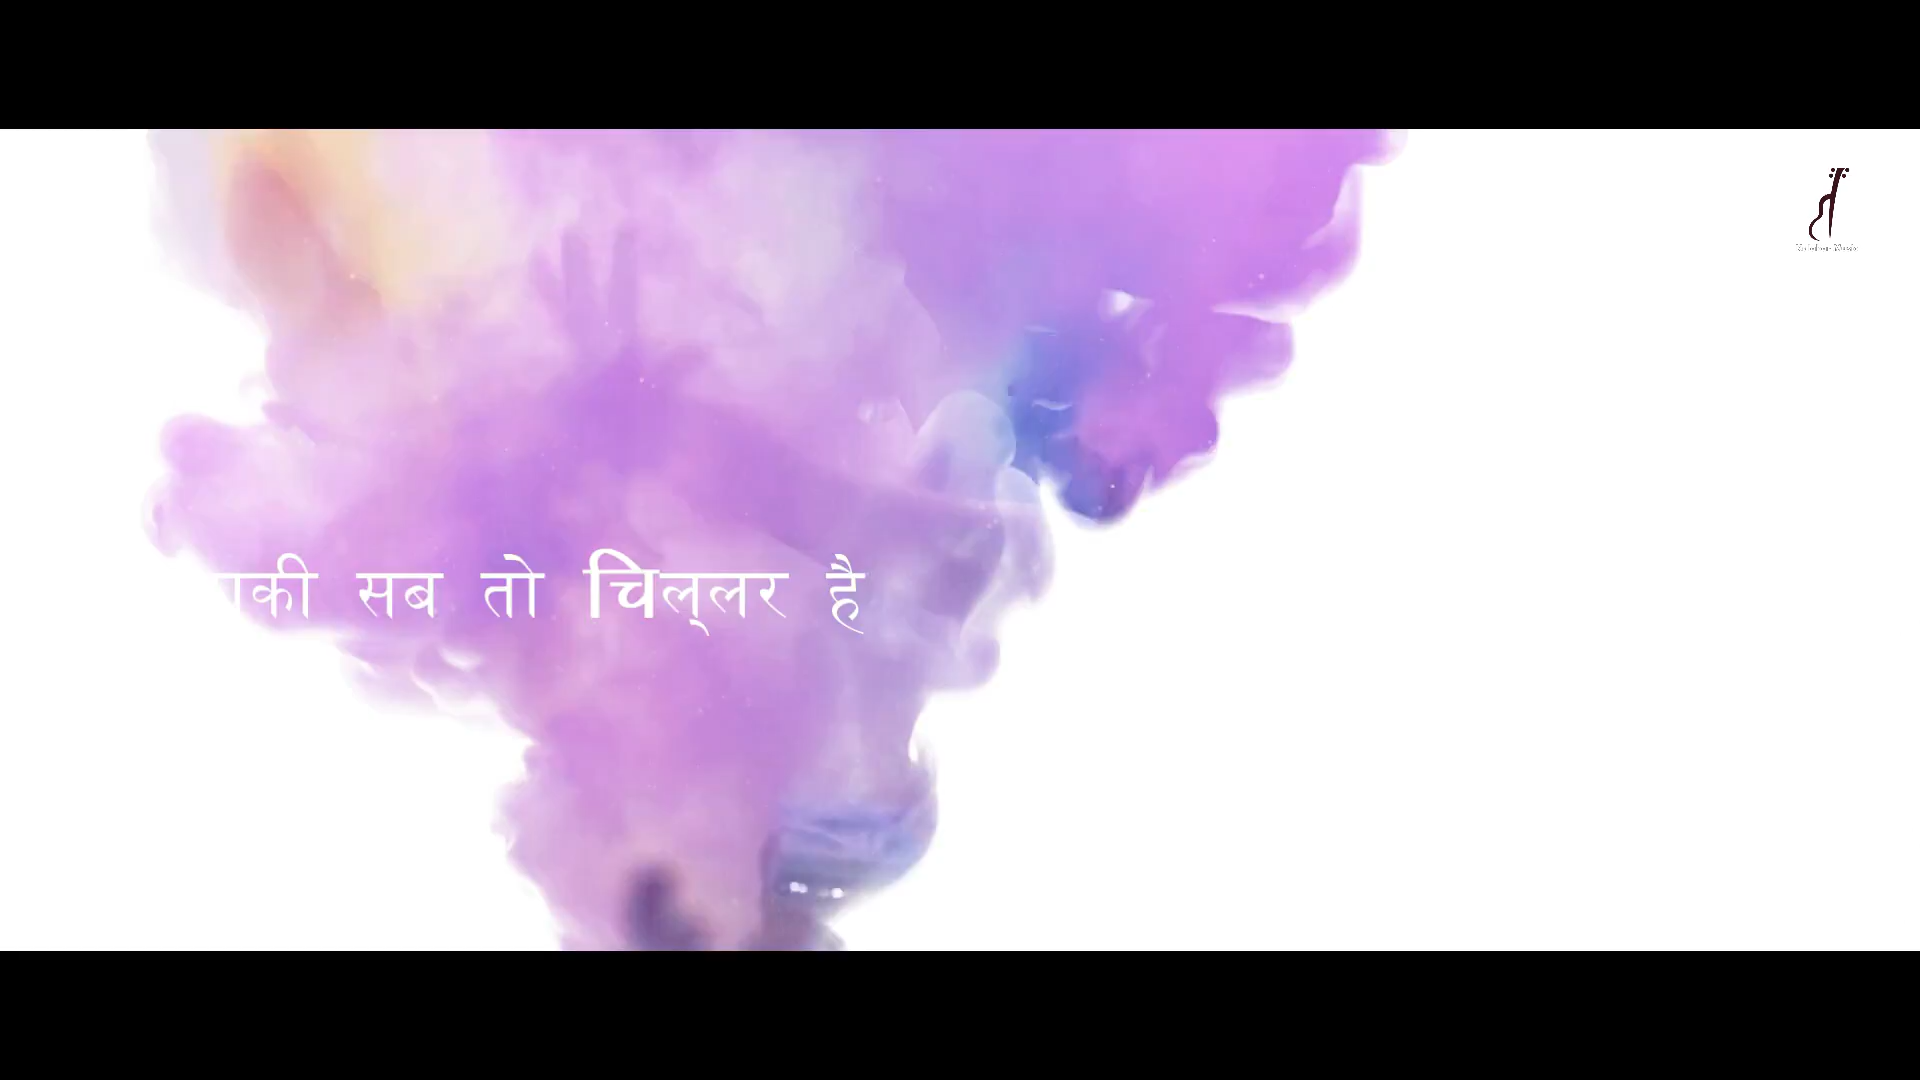 सब तो चिल्लर है